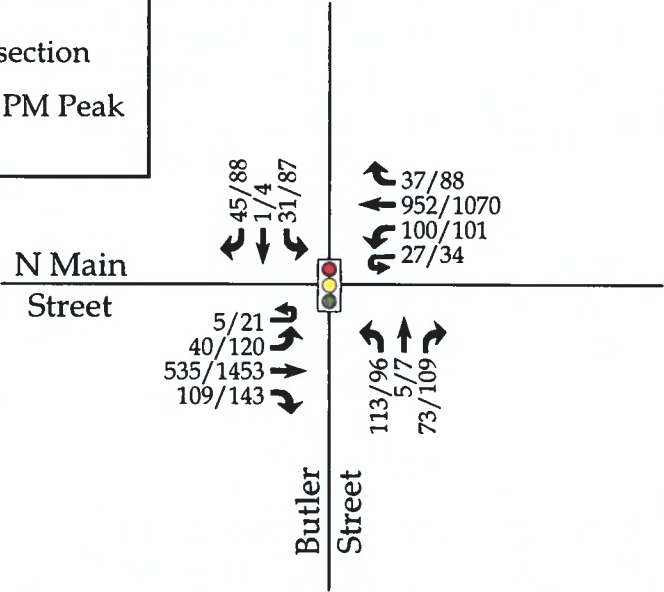 section
PM Peak
45/88
1/4
31/87
37/88
952/1070
100/101
27/34
N Main
Street
5/21
40/120
535/1453
109/143
113/96
5/7
73/109
Butler
Street